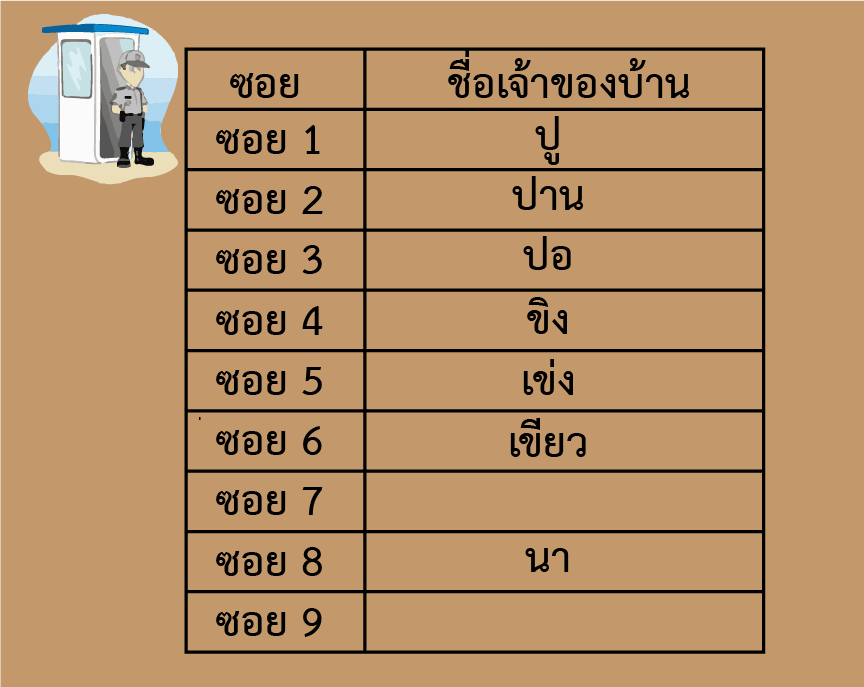 ซอย ชื่อเจ้าของบ้าน
ซอย 1 ปู
ซอย 2 ปาน
ซอย 3 ปอ
ซอย 4 ขิง
ซอย 5 เข่ง
ซอย 6 เขียว
ซอย 7
ซอย 8 นา
ซอย 9